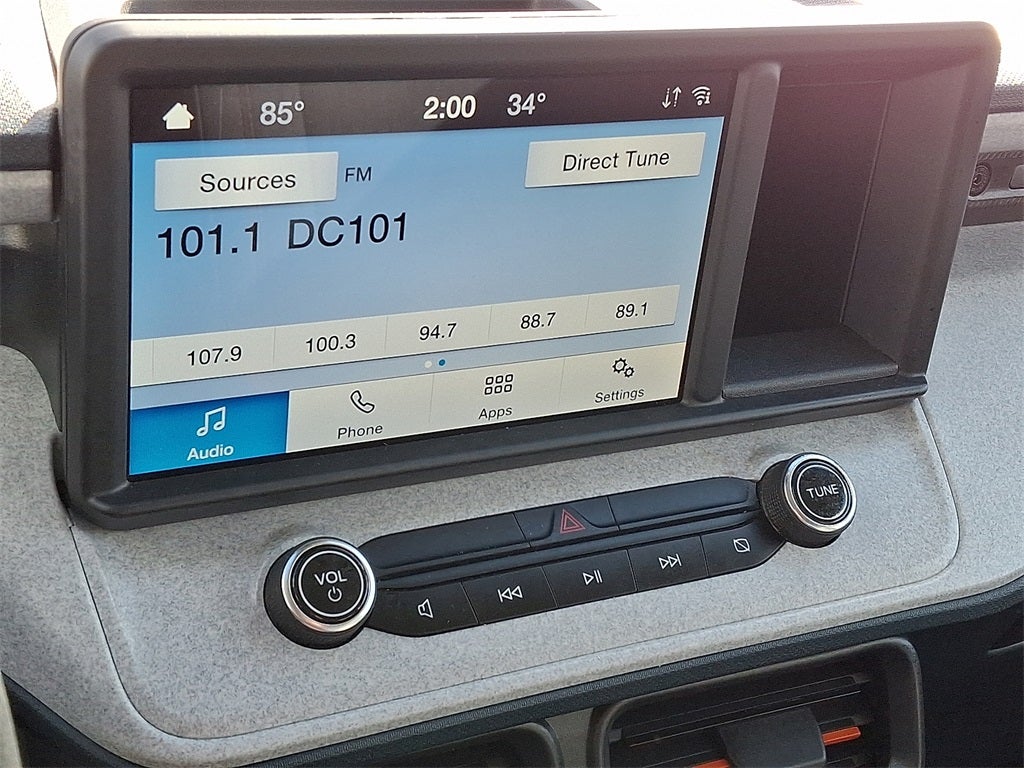 85° 2:00 34°
Sources FM Direct Tune
101.1 DC101
107.9 100.3 94.7 88.7 89.1
Audio Phone Apps Settings
TUNE
VOL